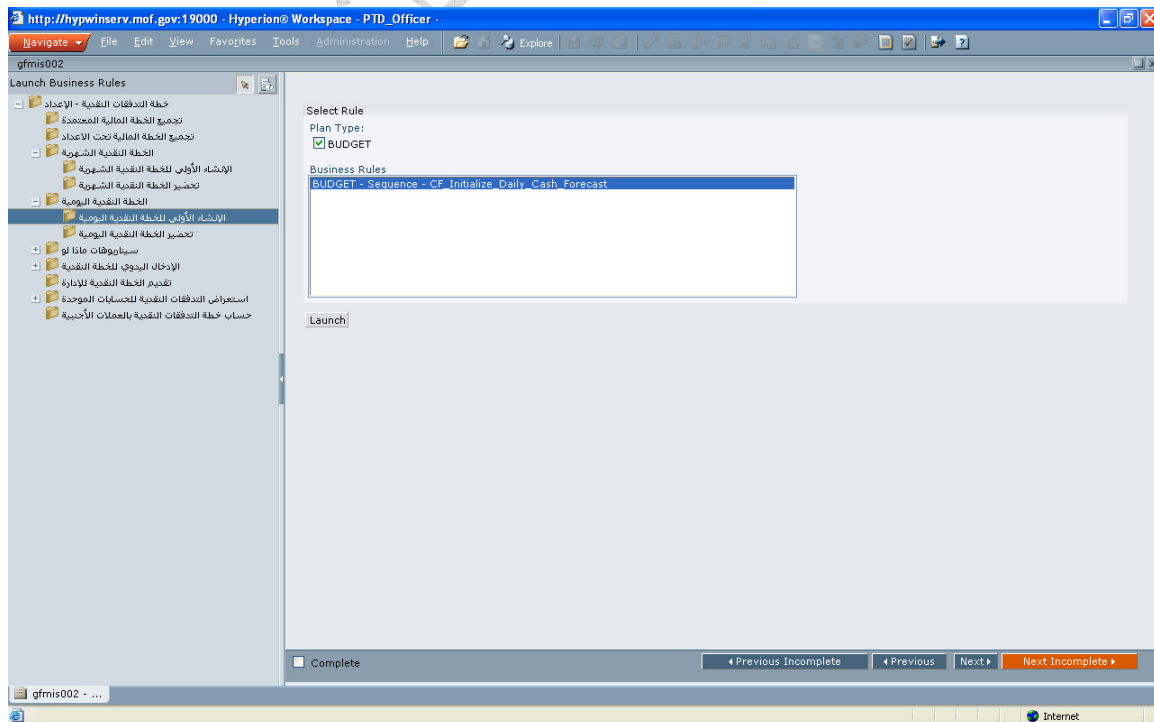 http://hypwinserv.mof.gov:19000 - Hyperion® Workspace - PTD_Officer -
Navigate File Edit View Favorites Tools Administration Help Explore
gfmis002
Launch Business Rules
خطة التدفقات النقدية - الإعداد
تجميع الخطة المالية المعتمدة
تجميع الخطة المالية تحت الاعداد
الخطة النقدية الشهرية
الإنشاء الأولي للخطة النقدية الشهرية
تحضير الخطة النقدية الشهرية
الخطة النقدية اليومية
الإنشاء الأولي للخطة النقدية اليومية
تحضير الخطة النقدية اليومية
سيناريوهات ماذا لو
الإدخال اليدوي للخطة النقدية
تقديم الخطة النقدية للإدارة
استعراض التدفقات النقدية للحسابات الموحدة
حساب خطة التدفقات النقدية بالعملات الأجنبية
Select Rule
Plan Type:
BUDGET
Business Rules
BUDGET - Sequence - CF_Initialize_Daily_Cash_Forecast
Launch
Complete
Previous Incomplete Previous Next Next Incomplete
gfmis002 - ...
Internet